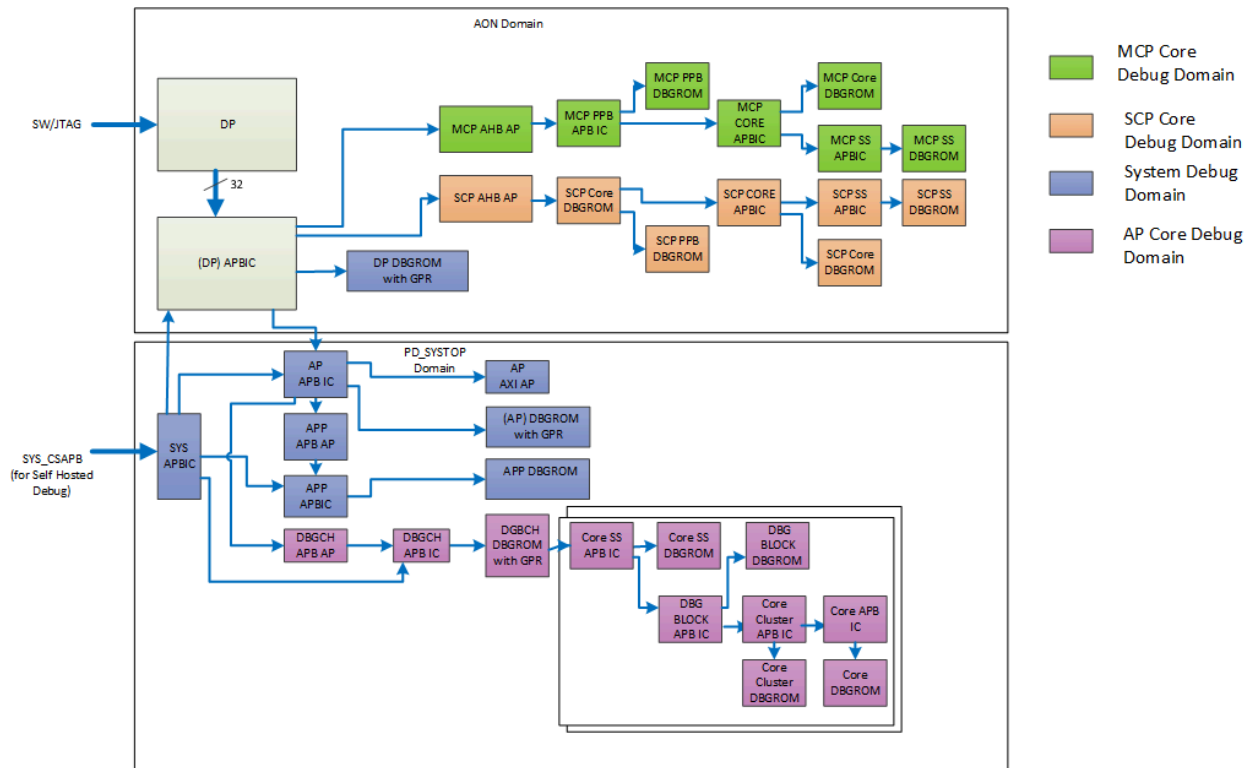 AON Domain
SW/JTAG
DP
32
(DP) APBIC
MCP AHB AP
MCP PPB
APB IC
MCP PPB
DBGROM
MCP
CORE
APBIC
MCP Core
DBGROM
MCP SS
APBIC
MCP SS
DBGROM
SCP AHB AP
SCP Core
DBGROM
SCP PPB
DBGROM
SCP CORE
APBIC
SCP SS
APBIC
SCP SS
DBGROM
SCP Core
DBGROM
DP DBGROM
with GPR
MCP Core
Debug Domain
SCP Core
Debug Domain
System Debug
Domain
AP Core Debug
Domain
PD_SYSTOP
Domain
SYS_CSAPB
(for Self Hosted
Debug)
SYS
APBIC
AP
APB IC
AP
AXI AP
APP
APB AP
(AP) DBGROM
with GPR
APP
APBIC
APP DBGROM
DBGCH
APB AP
DBGCH
APB IC
DGBCH
DBGROM
with GPR
Core SS
APB IC
Core SS
DBGROM
DBG
BLOCK
DBGROM
DBG
BLOCK
APB IC
Core
Cluster
APB IC
Core APB
IC
Core
Cluster
DBGROM
Core
DBGROM